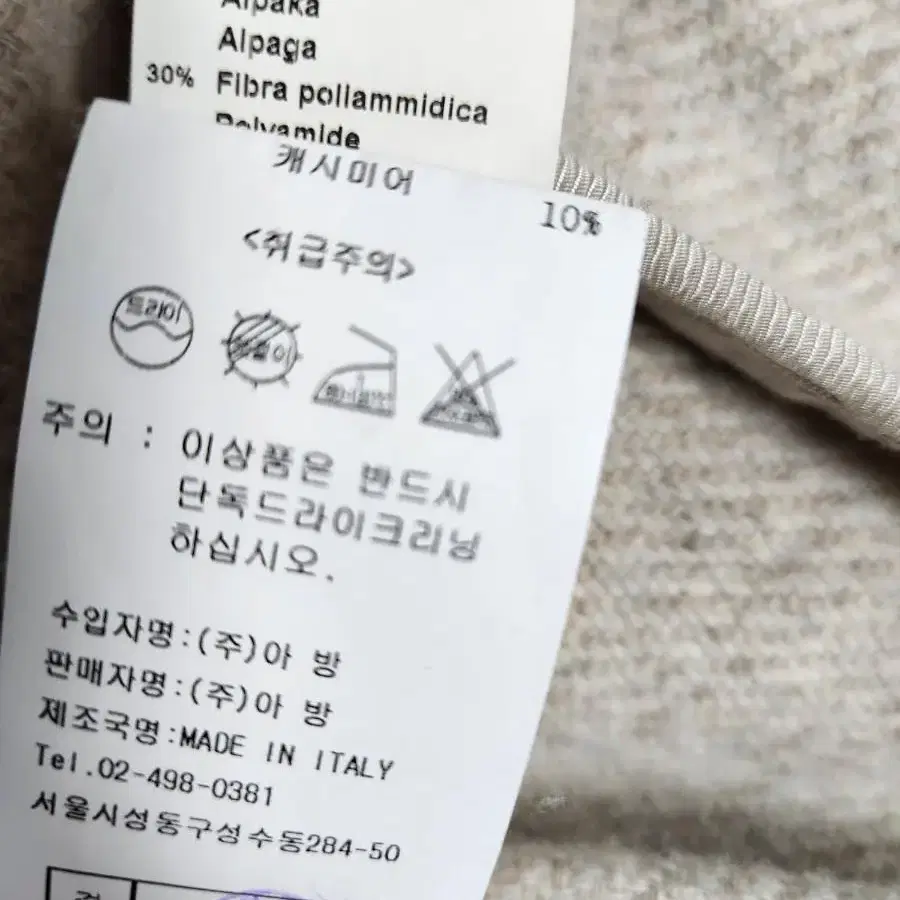 Alpaka
Alpaga
30% Fibra poliammidica
Polyamide
캐시미어 10%
<취급주의>
드라이
주의 : 이상품은 반드시
단독드라이크리닝
하십시오.
수입자명:(주)아 방
판매자명:(주)아 방
제조국명:MADE IN ITALY
Tel.02-498-0381
서울시성동구성수동284-50